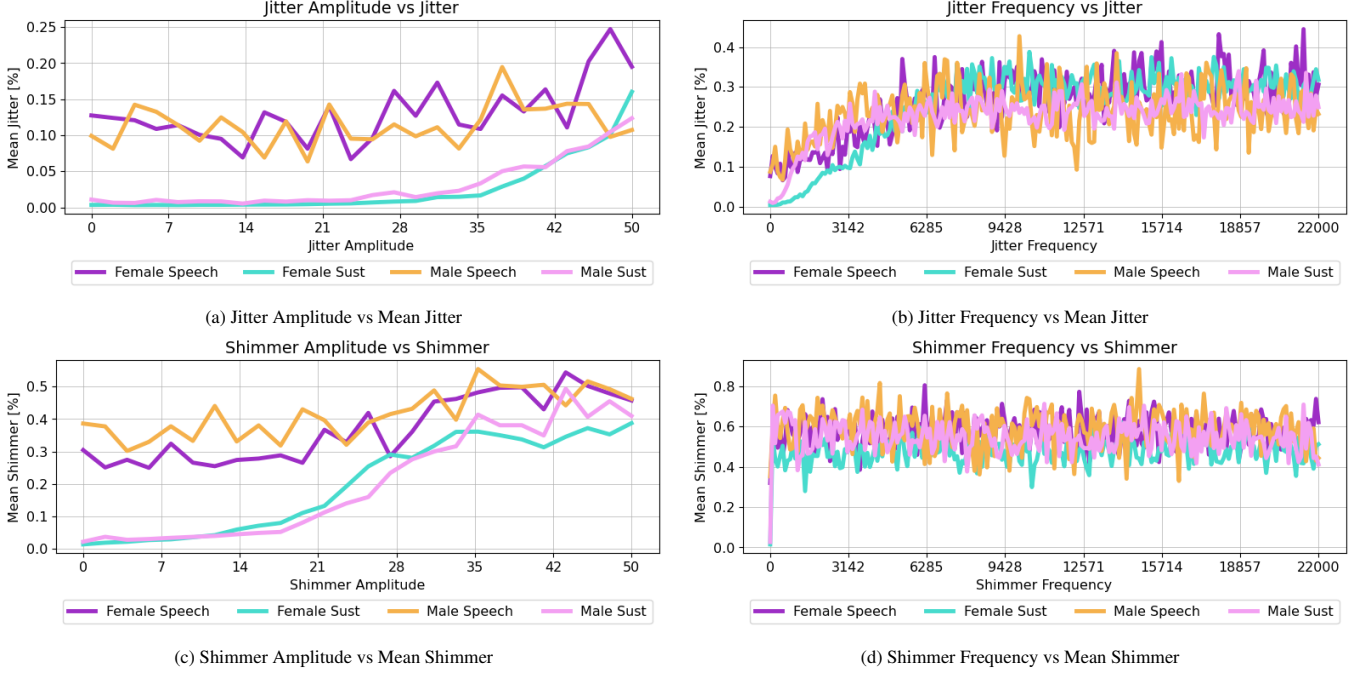 Jitter Amplitude vs Jitter
Mean Jitter [%]
0.25
0.20
0.15
0.10
0.05
0.00
0 7 14 21 28 35 42 50
Jitter Amplitude
Female Speech Female Sust Male Speech Male Sust
(a) Jitter Amplitude vs Mean Jitter
Jitter Frequency vs Jitter
Mean Jitter [%]
0.4
0.3
0.2
0.1
0.0
0 3142 6285 9428 12571 15714 18857 22000
Jitter Frequency
Female Speech Female Sust Male Speech Male Sust
(b) Jitter Frequency vs Mean Jitter
Shimmer Amplitude vs Shimmer
Mean Shimmer [%]
0.5
0.4
0.3
0.2
0.1
0.0
0 7 14 21 28 35 42 50
Shimmer Amplitude
Female Speech Female Sust Male Speech Male Sust
(c) Shimmer Amplitude vs Mean Shimmer
Shimmer Frequency vs Shimmer
Mean Shimmer [%]
0.8
0.6
0.4
0.2
0.0
0 3142 6285 9428 12571 15714 18857 22000
Shimmer Frequency
Female Speech Female Sust Male Speech Male Sust
(d) Shimmer Frequency vs Mean Shimmer